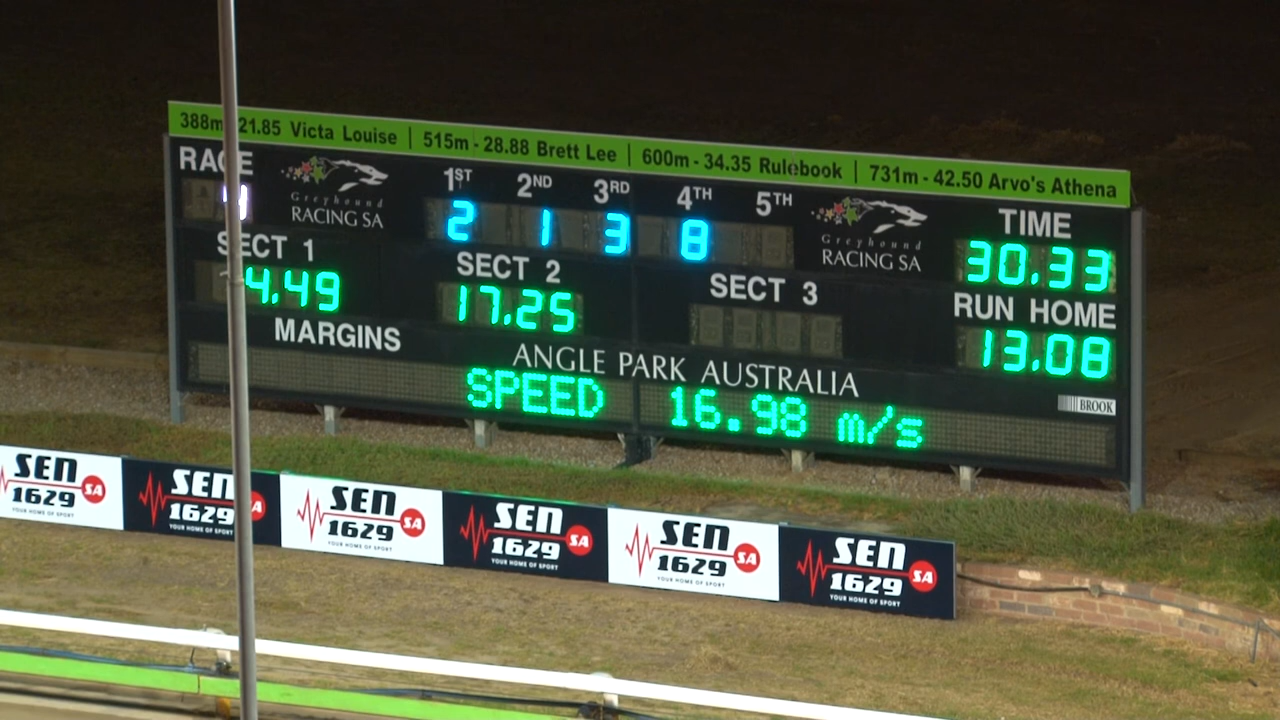 388m 21.85 Victa Louise | 515m - 28.88 Brett Lee | 600m - 34.35 Rulebook | 731m - 42.50 Arvo's Athena
RACE
Greyhound
RACING SA
1ST 2ND 3RD 4TH 5TH
2 1 3 8
Greyhound
RACING SA
TIME
30.33
SECT 1
4.49
SECT 2
17.25
SECT 3
RUN HOME
13.08
MARGINS
ANGLE PARK AUSTRALIA
SPEED 16.98 m/s
BROOK
SEN
1629 SA
YOUR HOME OF SPORT
SEN
1629
YOUR HOME OF SPORT
SEN
1629 SA
YOUR HOME OF SPORT
SEN
1629 SA
YOUR HOME OF SPORT
SEN
1629 SA
YOUR HOME OF SPORT
SEN
1629 SA
YOUR HOME OF SPORT